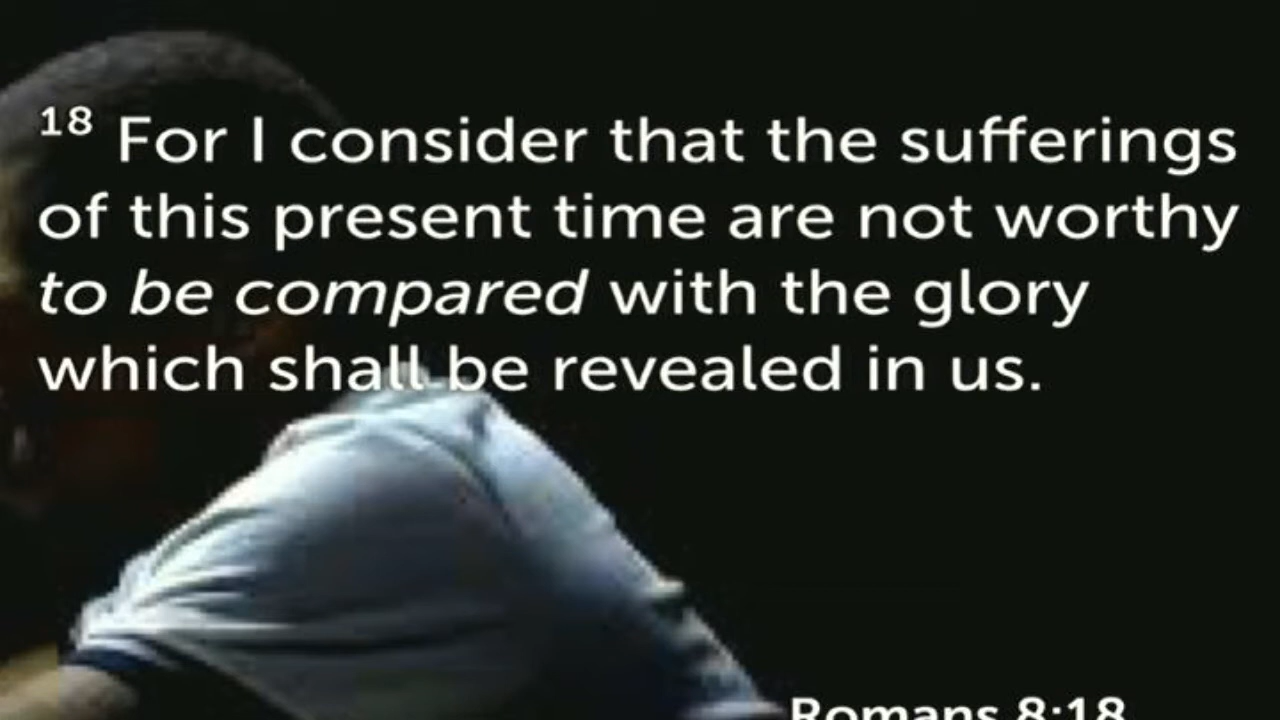 18 For I consider that the sufferings
of this present time are not worthy
to be compared with the glory
which shall be revealed in us.
Romans 8:18